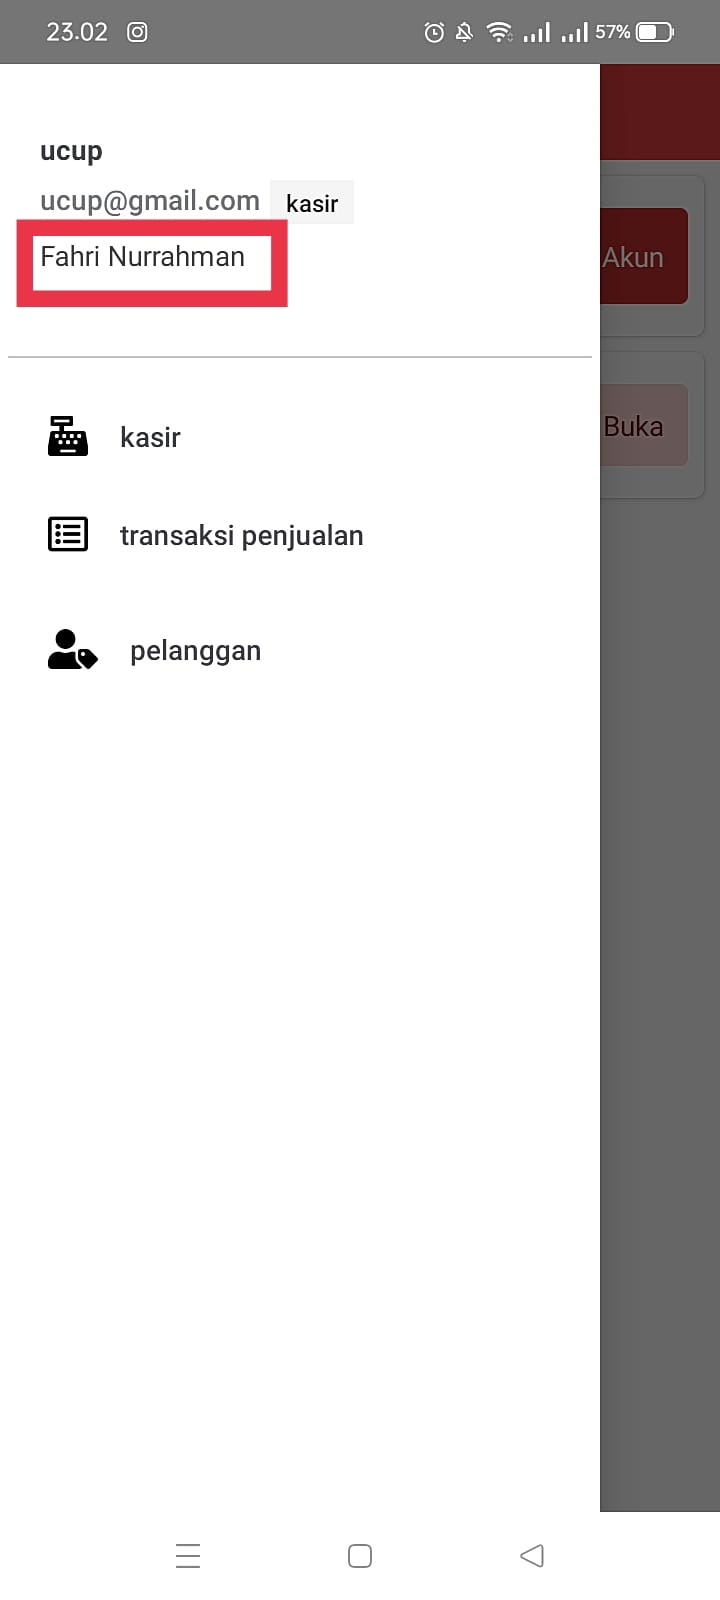 23.02
57%
ucup
ucup@gmail.com kasir
Fahri Nurrahman
Akun
Buka
kasir
transaksi penjualan
pelanggan